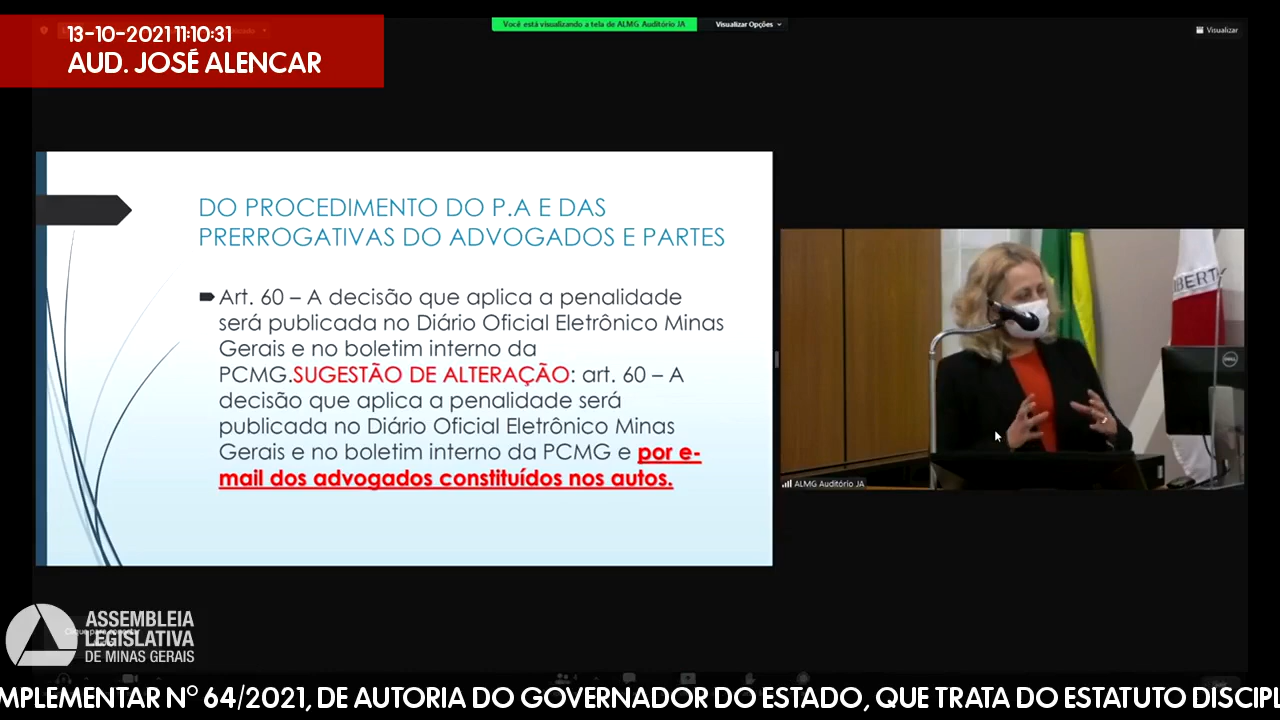 Você está visualizando a tela de ALMG Auditório JA
Visualizar Opções
Visualizar
13-10-2021 11:10:31
AUD. JOSÉ ALENCAR
DO PROCEDIMENTO DO P.A E DAS
PRERROGATIVAS DO ADVOGADOS E PARTES
Art. 60 – A decisão que aplica a penalidade
será publicada no Diário Oficial Eletrônico Minas
Gerais e no boletim interno da
PCMG.SUGESTÃO DE ALTERAÇÃO: art. 60 – A
decisão que aplica a penalidade será
publicada no Diário Oficial Eletrônico Minas
Gerais e no boletim interno da PCMG e por e-
mail dos advogados constituídos nos autos.
IBERT
DELL
ALMG Auditório JA
ASSEMBLEIA
LEGISLATIVA
DE MINAS GERAIS
MPLEMENTAR Nº 64/2021, DE AUTORIA DO GOVERNADOR DO ESTADO, QUE TRATA DO ESTATUTO DISCIPL